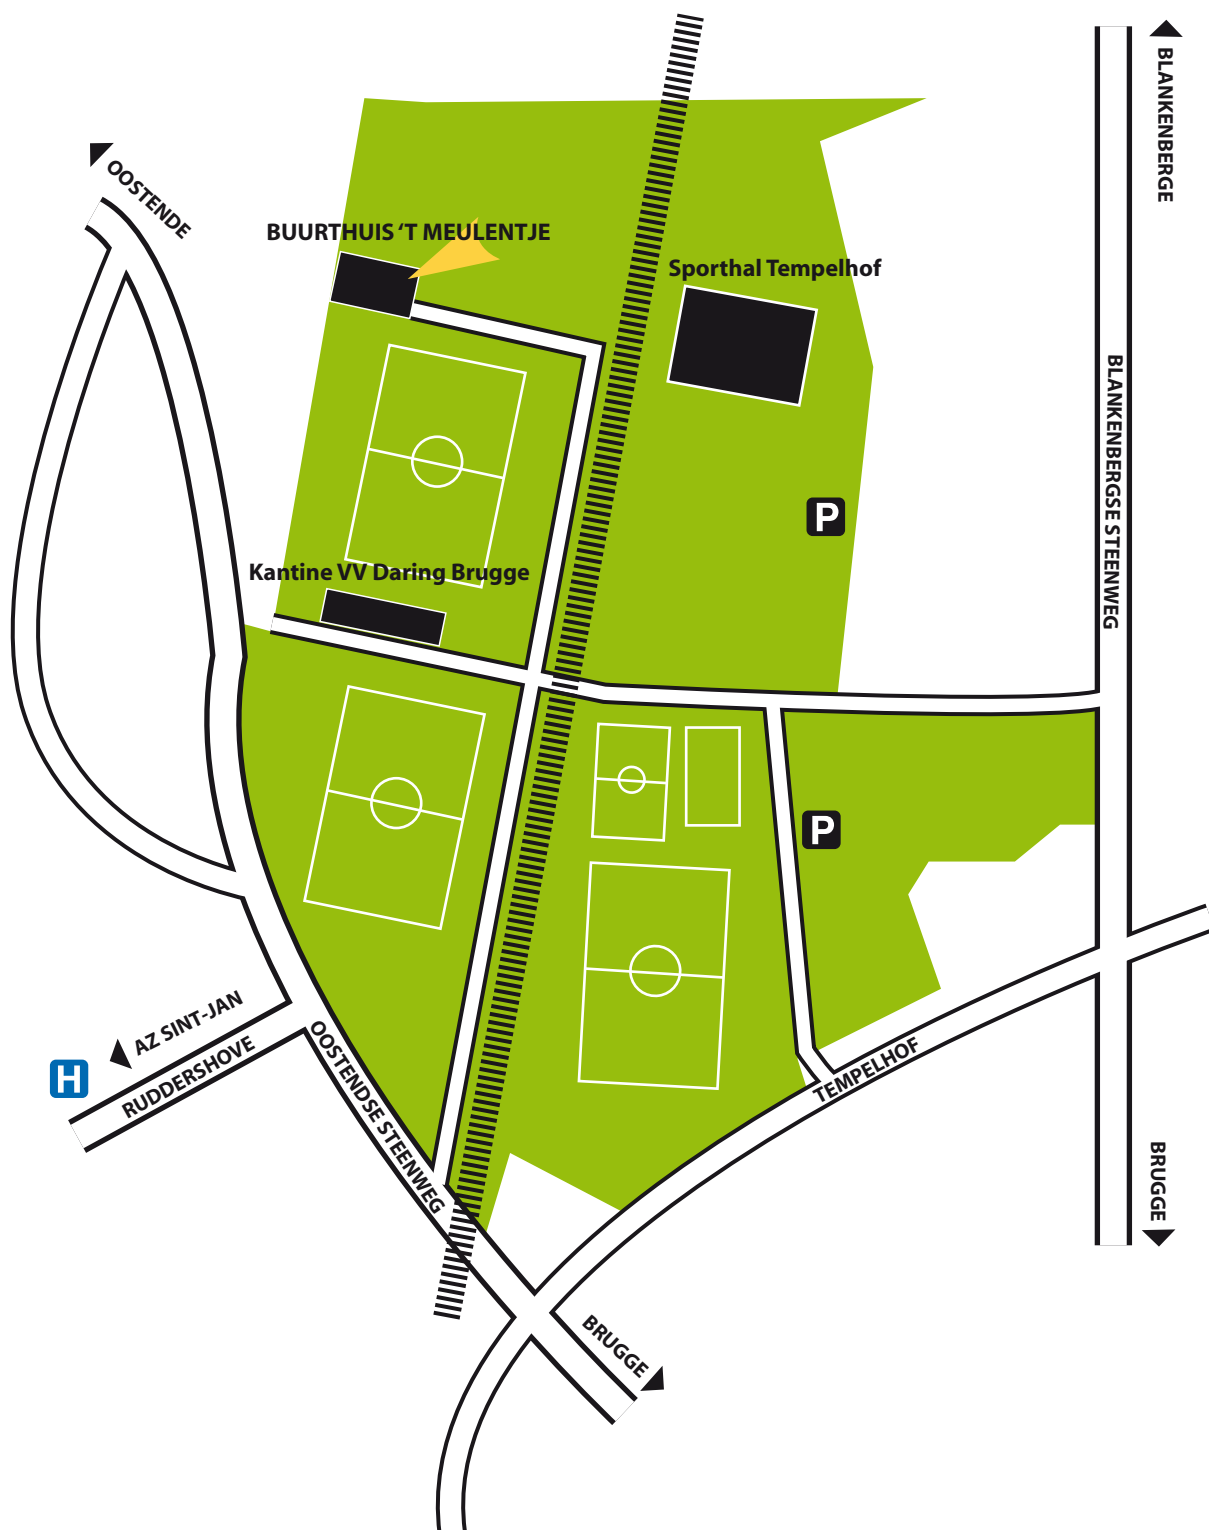 BLANKENBERGE
OOSTENDE
BUURTHUIS ‘T MEULENTJE
Sporthal Tempelhof
BLANKENBERGSE STEENWEG
P
Kantine VV Daring Brugge
P
AZ SINT-JAN
H
RUDDERSHOVE
OOSTENDSE STEENWEG
TEMPELHOF
BRUGGE
BRUGGE